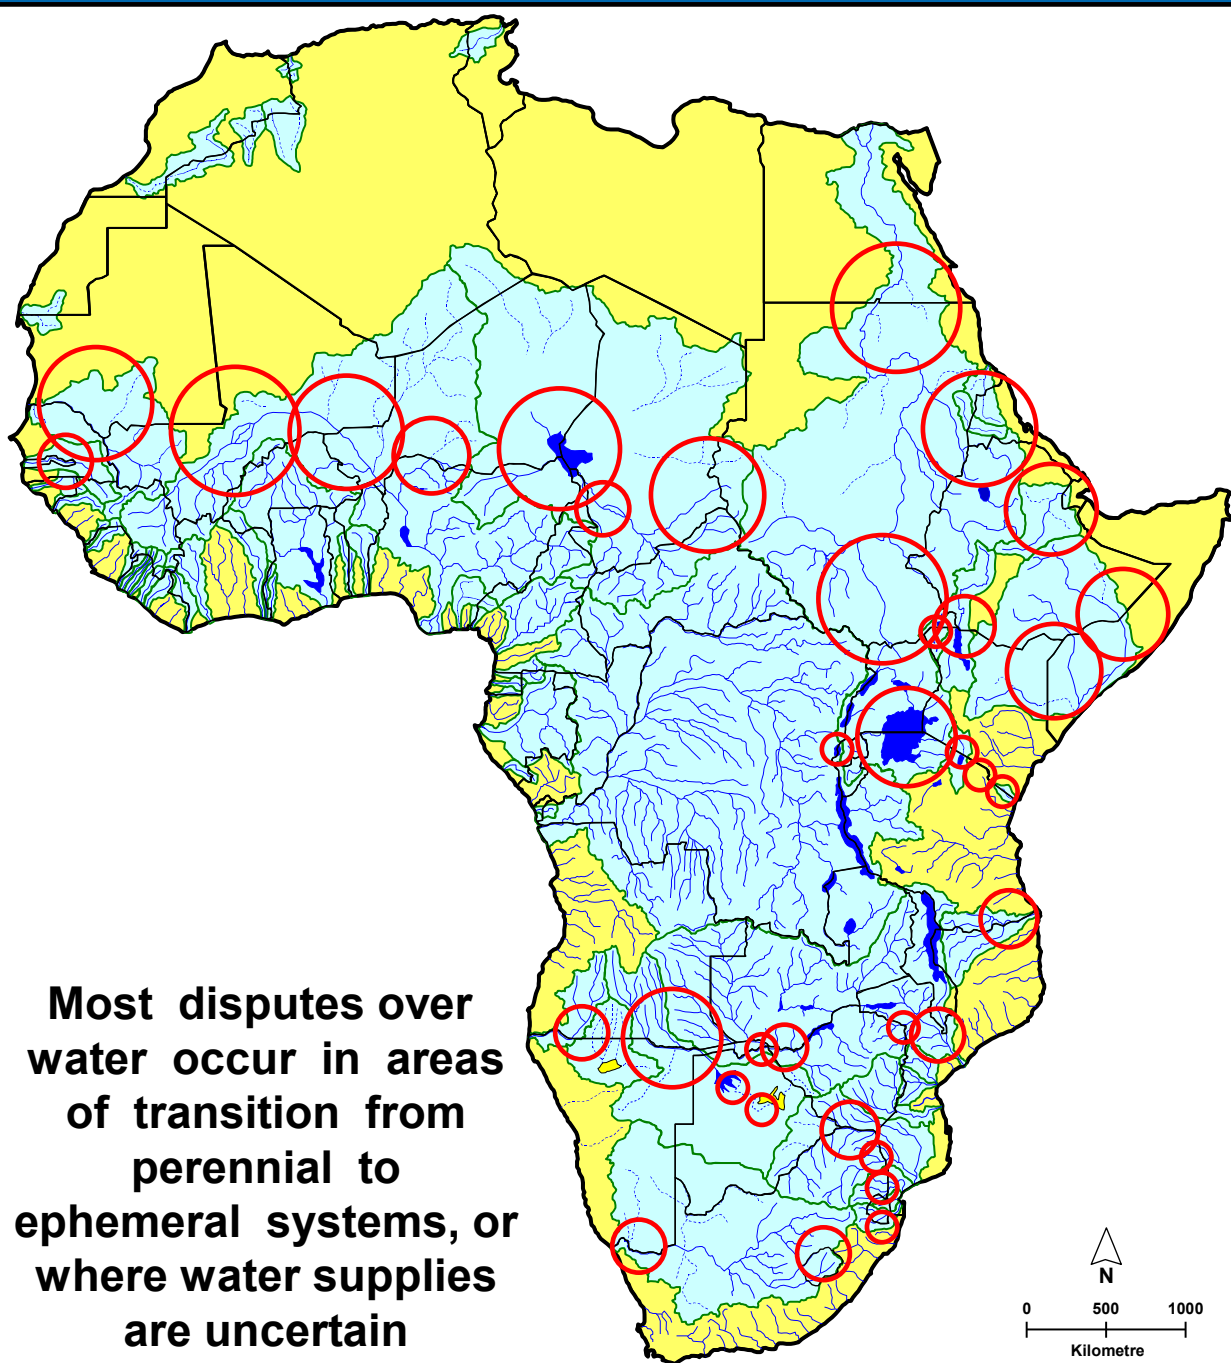 Most disputes over
water occur in areas
of transition from
perennial to
ephemeral systems, or
where water supplies
are uncertain
N
0 500 1000
Kilometre